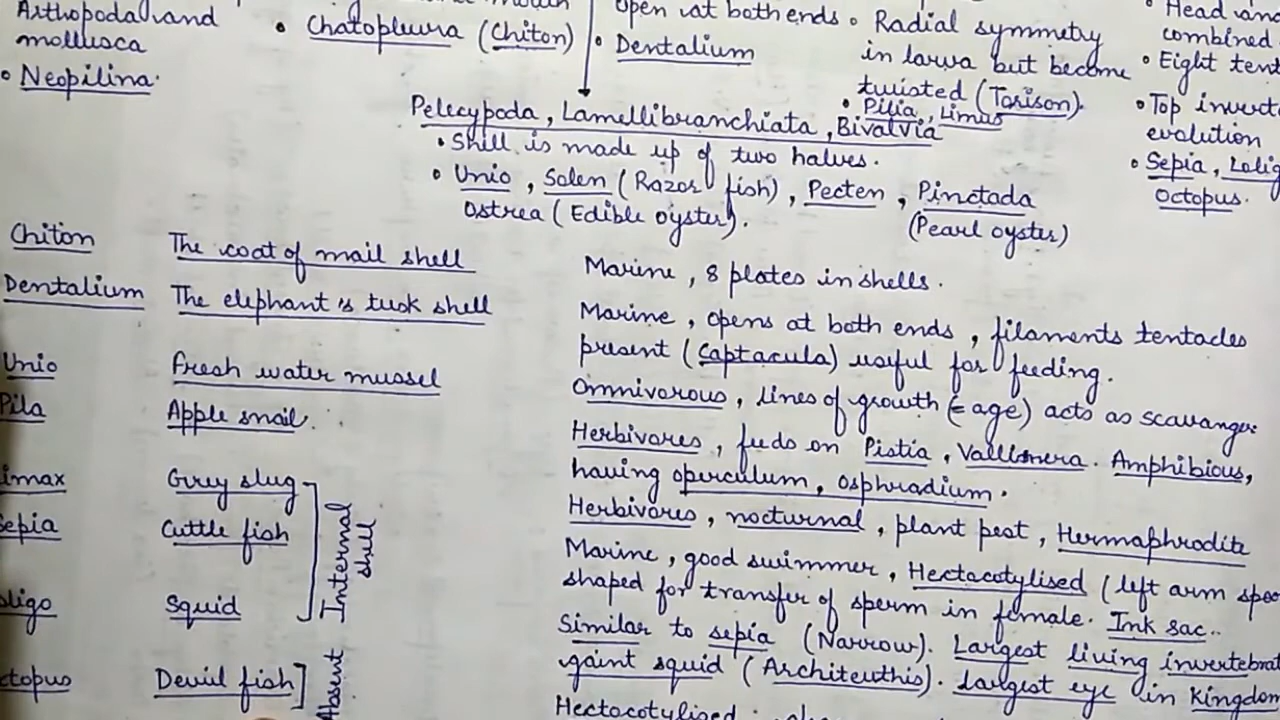 Arthopoda and
mollusca
• Neopilina.
• Chatopleura (Chiton)
open at both ends
• Dentalium
• Radial symmetry
in larva but become
twisted (Torison).
• Pilia, Limax
• Head and
combined.
• Eight tent
• Top invert
evolution
• Sepia, Lolig
Octopus.
Pelecypoda, Lamellibranchiata, Bivalvia
• Shell is made up of two halves.
• Unio, Solen (Razor fish), Pecten, Pinctada
Ostrea (Edible oyster). (Pearl oyster)
Chiton The coat of mail shell Marine, 8 plates in shells.
Dentalium The elephant's tusk shell Marine, opens at both ends, filaments tentacles
present (Captacula) useful for feeding.
Unio Fresh water mussel Omnivorous, lines of growth (= age) acts as scavanger
Pila Apple snail. Herbivores, feeds on Pistia, Vallisnera. Amphibious,
having operculum, osphradium.
imax Grey slug Herbivores, nocturnal, plant pest, Hermaphrodite
Sepia Cuttle fish Marine, good swimmer, Hectacotylised (left arm spoo
shaped for transfer of sperm in female. Ink sac..
oligo Squid Similar to sepia (Narrow). Largest living invertebrat
gaint squid (Architeuthis). Largest eye in Kingdom
Internal
shell
ctopus Devil fish Hectocotylised
Absent